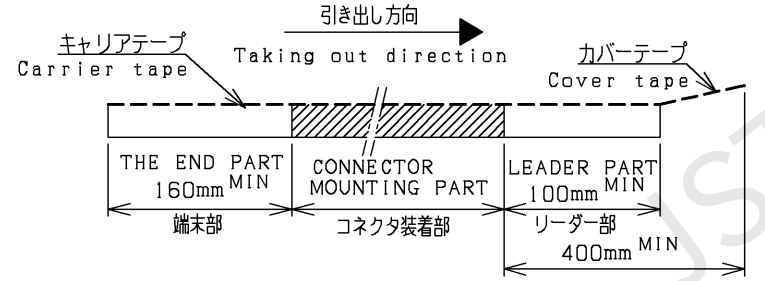 引き出し方向
キャリアテープ
Carrier tape
Taking out direction
カバーテープ
Cover tape
THE END PART
160mm MIN
端末部
CONNECTOR
MOUNTING PART
コネクタ装着部
LEADER PART
100mm MIN
リーダー部
400mm MIN
JST